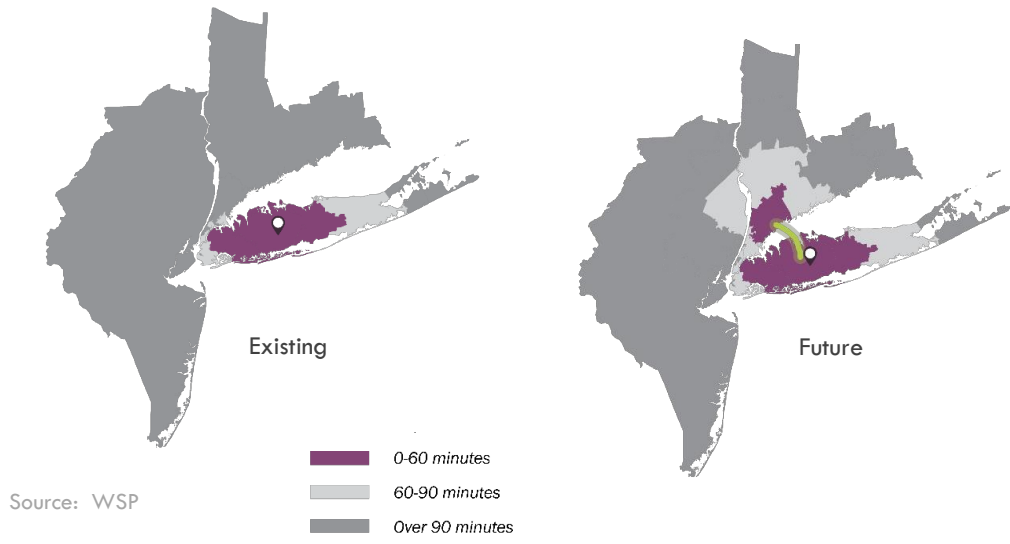 Existing
Future
0-60 minutes
60-90 minutes
Over 90 minutes
Source: WSP